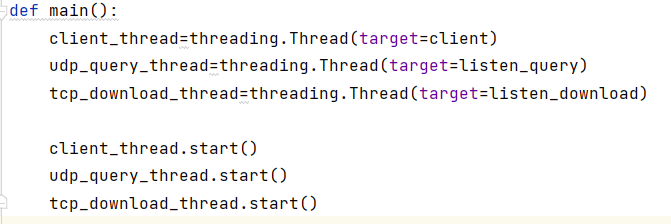 def main():
    client_thread=threading.Thread(target=client)
    udp_query_thread=threading.Thread(target=listen_query)
    tcp_download_thread=threading.Thread(target=listen_download)

    client_thread.start()
    udp_query_thread.start()
    tcp_download_thread.start()